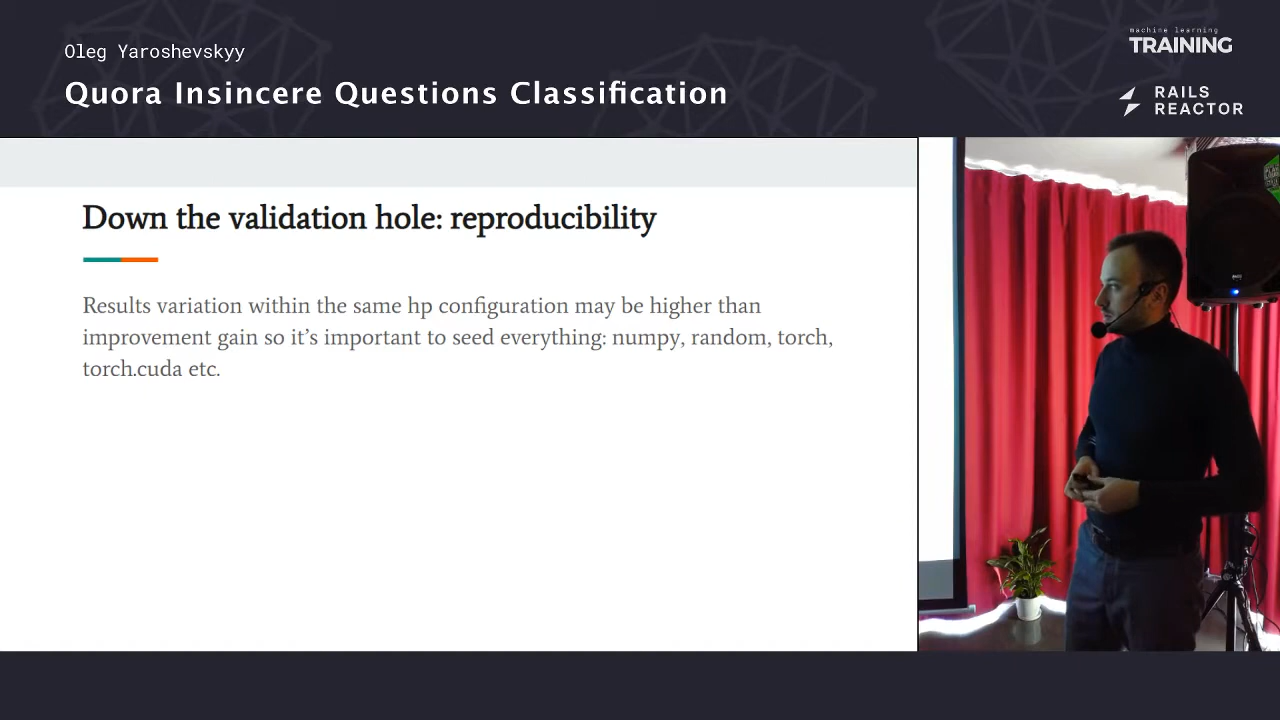 Oleg Yaroshevskyy
Quora Insincere Questions Classification
machine learning
TRAINING
RAILS
REACTOR
Down the validation hole: reproducibility
Results variation within the same hp configuration may be higher than
improvement gain so it’s important to seed everything: numpy, random, torch,
torch.cuda etc.